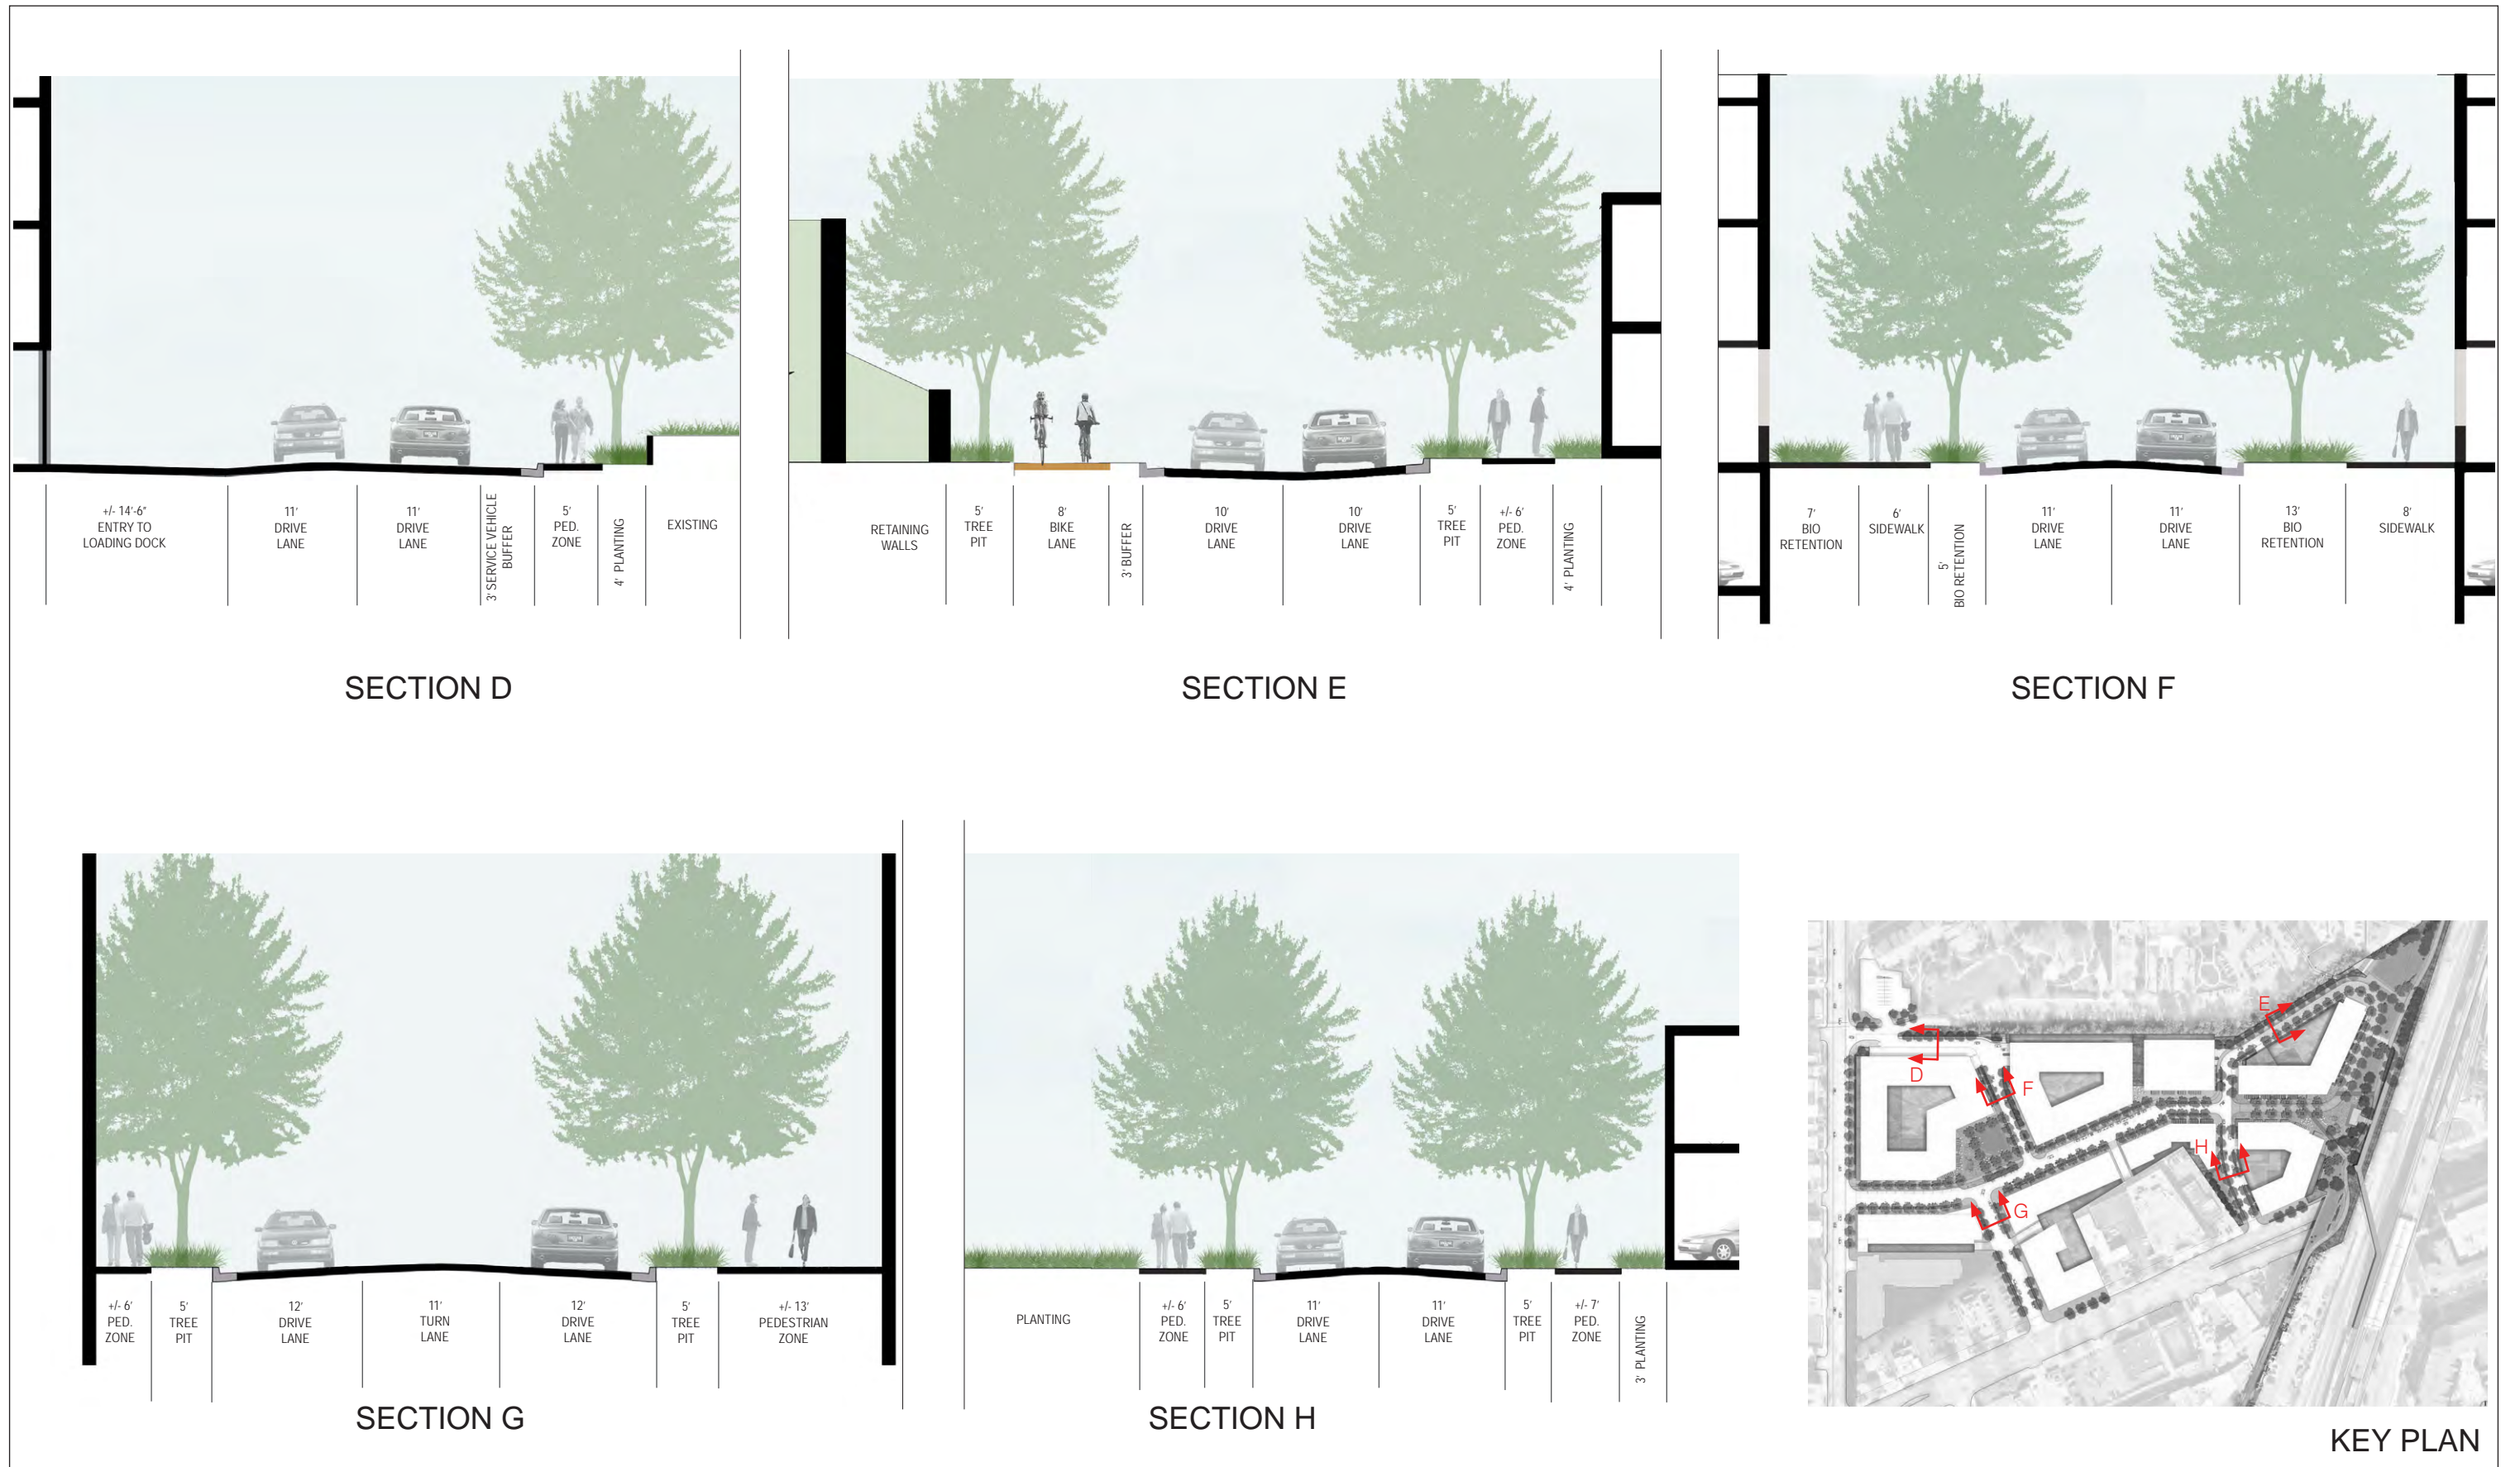 +/- 14'-6"
ENTRY TO
LOADING DOCK
11'
DRIVE
LANE
11'
DRIVE
LANE
3' SERVICE VEHICLE
BUFFER
5'
PED.
ZONE
4' PLANTING
EXISTING
SECTION D
RETAINING
WALLS
5'
TREE
PIT
8'
BIKE
LANE
3' BUFFER
10'
DRIVE
LANE
10'
DRIVE
LANE
5'
TREE
PIT
+/- 6'
PED.
ZONE
4' PLANTING
SECTION E
7'
BIO
RETENTION
6'
SIDEWALK
5'
BIO RETENTION
11'
DRIVE
LANE
11'
DRIVE
LANE
13'
BIO
RETENTION
8'
SIDEWALK
SECTION F
+/- 6'
PED.
ZONE
5'
TREE
PIT
12'
DRIVE
LANE
11'
TURN
LANE
12'
DRIVE
LANE
5'
TREE
PIT
+/- 13'
PEDESTRIAN
ZONE
SECTION G
PLANTING
+/- 6'
PED.
ZONE
5'
TREE
PIT
11'
DRIVE
LANE
11'
DRIVE
LANE
5'
TREE
PIT
+/- 7'
PED.
ZONE
3' PLANTING
SECTION H
E
D
F
H
G
KEY PLAN